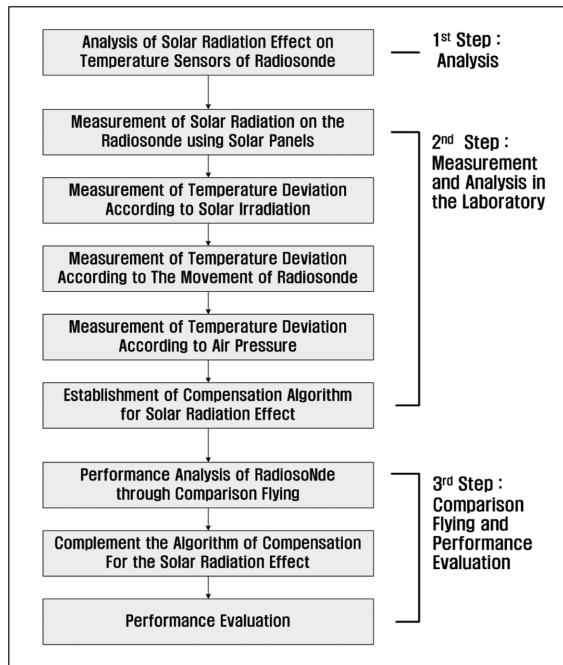 Analysis of Solar Radiation Effect on
Temperature Sensors of Radiosonde
1st Step :
Analysis
Measurement of Solar Radiation on the
Radiosonde using Solar Panels
Measurement of Temperature Deviation
According to Solar Irradiation
Measurement of Temperature Deviation
According to The Movement of Radiosonde
Measurement of Temperature Deviation
According to Air Pressure
Establishment of Compensation Algorithm
for Solar Radiation Effect
2nd Step :
Measurement
and Analysis in
the Laboratory
Performance Analysis of RadiosoNde
through Comparison Flying
Complement the Algorithm of Compensation
For the Solar Radiation Effect
Performance Evaluation
3rd Step :
Comparison
Flying and
Performance
Evaluation